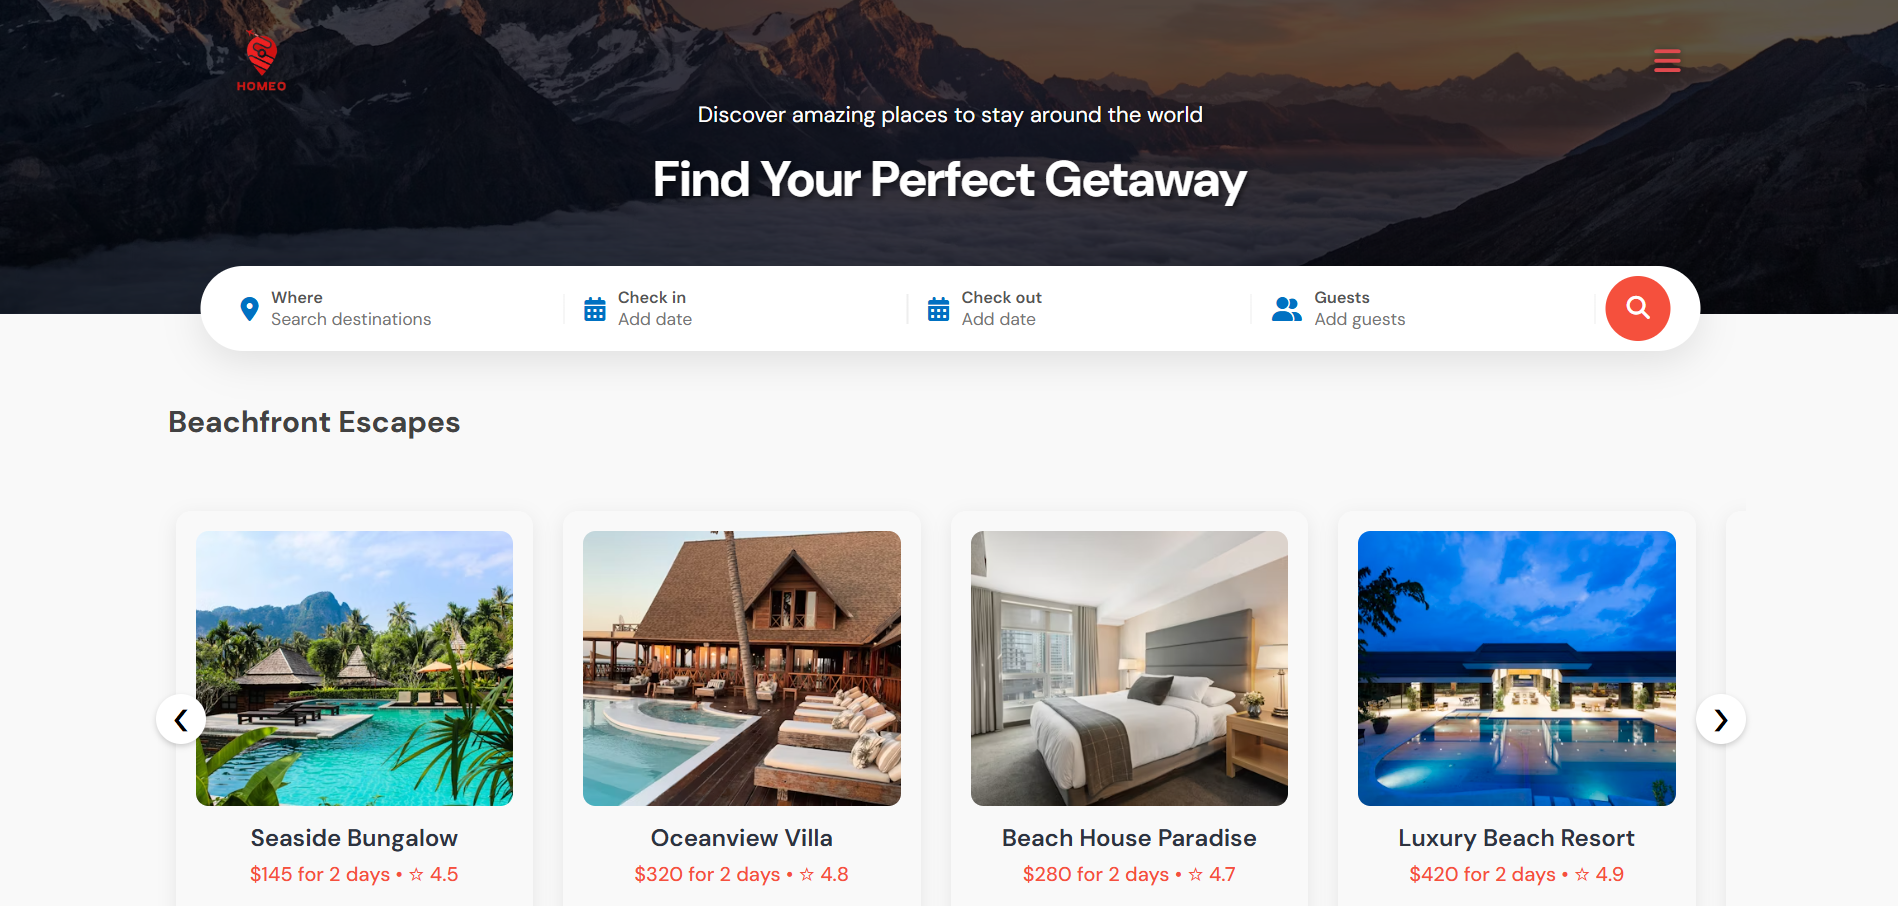 HOMEO
Discover amazing places to stay around the world
Find Your Perfect Getaway
Where
Search destinations
Check in
Add date
Check out
Add date
Guests
Add guests
Beachfront Escapes
❮
❯
Seaside Bungalow
$145 for 2 days • ☆ 4.5
Oceanview Villa
$320 for 2 days • ☆ 4.8
Beach House Paradise
$280 for 2 days • ☆ 4.7
Luxury Beach Resort
$420 for 2 days • ☆ 4.9